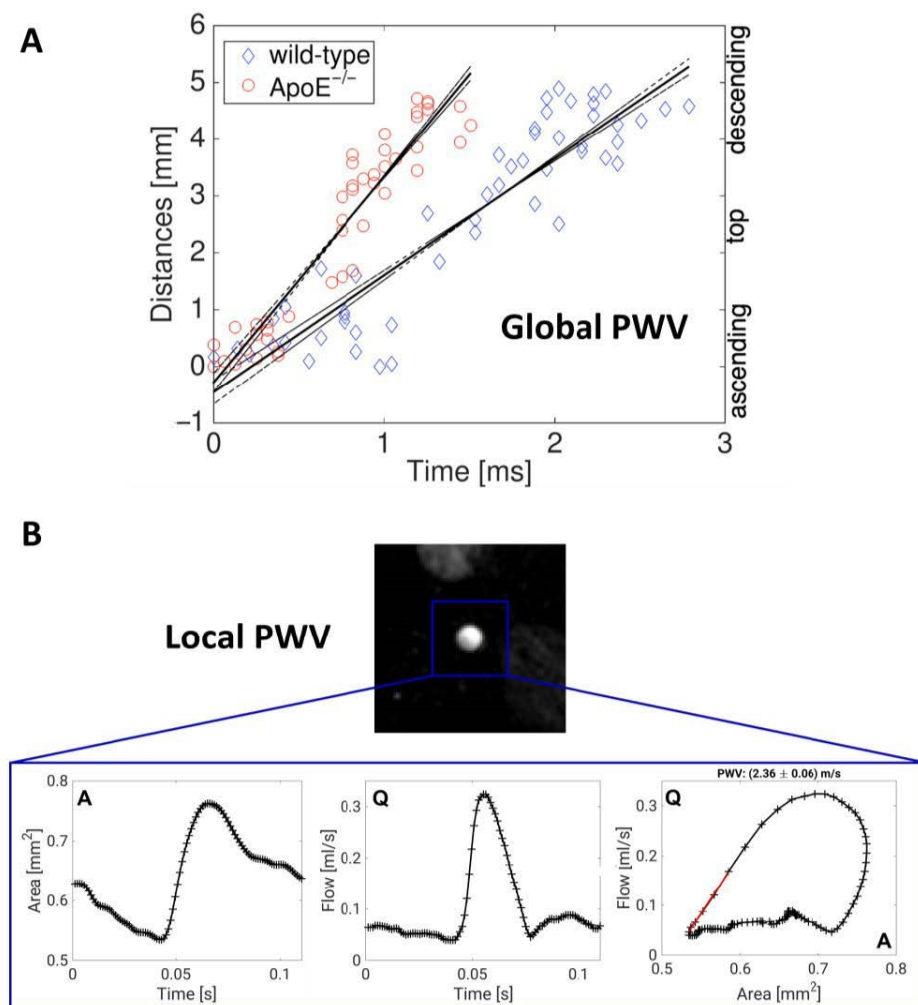 A
wild-type
ApoE−/−
6
5
4
3
2
1
0
−1
Distances [mm]
0
1
2
3
Time [ms]
ascending
top
descending
Global PWV
B
Local PWV
A
0.8
0.7
0.6
0.5
Area [mm2]
0
0.05
0.1
Time [s]
Q
0.3
0.2
0.1
0
Flow [ml/s]
0
0.05
0.1
Time [s]
PWV: (2.36 ± 0.06) m/s
Q
0.3
0.2
0.1
0
Flow [ml/s]
A
0.5
0.6
0.7
0.8
Area [mm2]